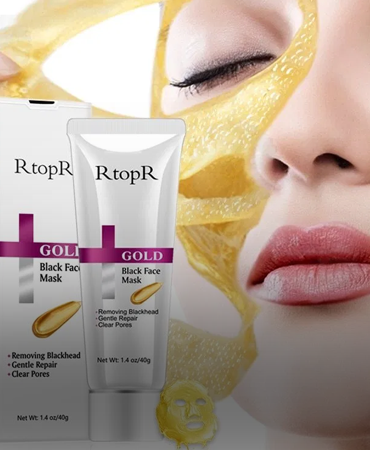 RtopR
GOLD
Black Face
Mask
• Removing Blackhead
• Gentle Repair
• Clear Pores
Net Wt: 1.4 oz/40g
RtopR
GOLD
Black Face
Mask
• Removing Blackhead
• Gentle Repair
• Clear Pores
Net Wt: 1.4 oz/40g